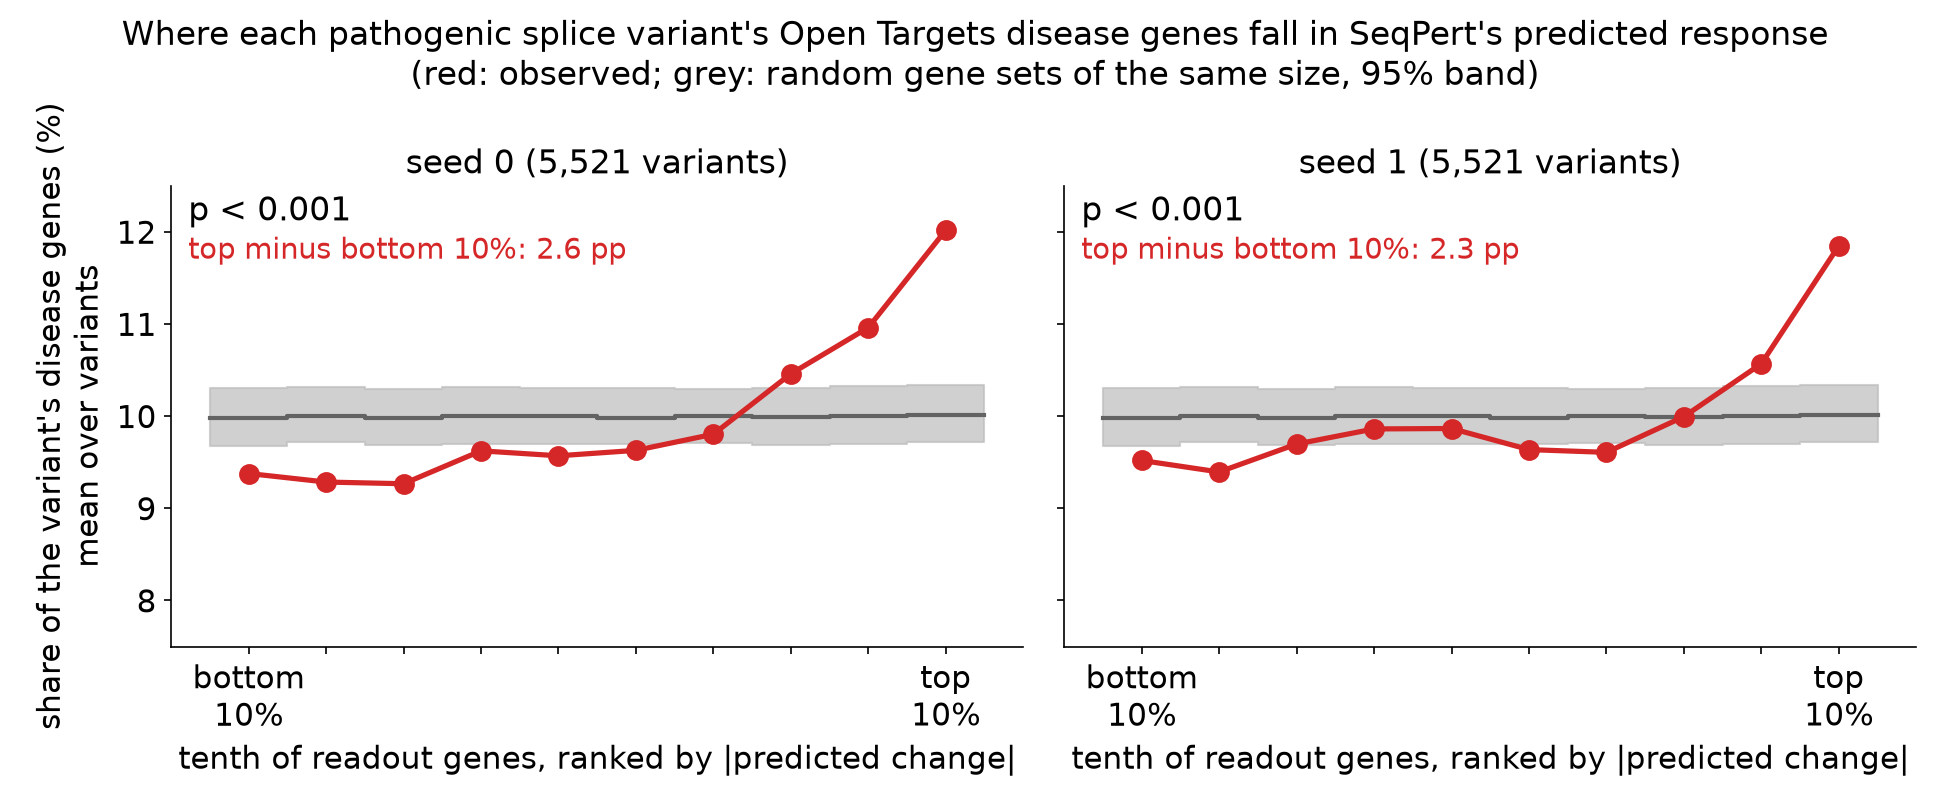 Where each pathogenic splice variant's Open Targets disease genes fall in SeqPert's predicted response
(red: observed; grey: random gene sets of the same size, 95% band)
share of the variant's disease genes (%)
mean over variants
seed 0 (5,521 variants)
p < 0.001
top minus bottom 10%: 2.6 pp
12
11
10
9
8
bottom
10%
top
10%
tenth of readout genes, ranked by |predicted change|
seed 1 (5,521 variants)
p < 0.001
top minus bottom 10%: 2.3 pp
bottom
10%
top
10%
tenth of readout genes, ranked by |predicted change|